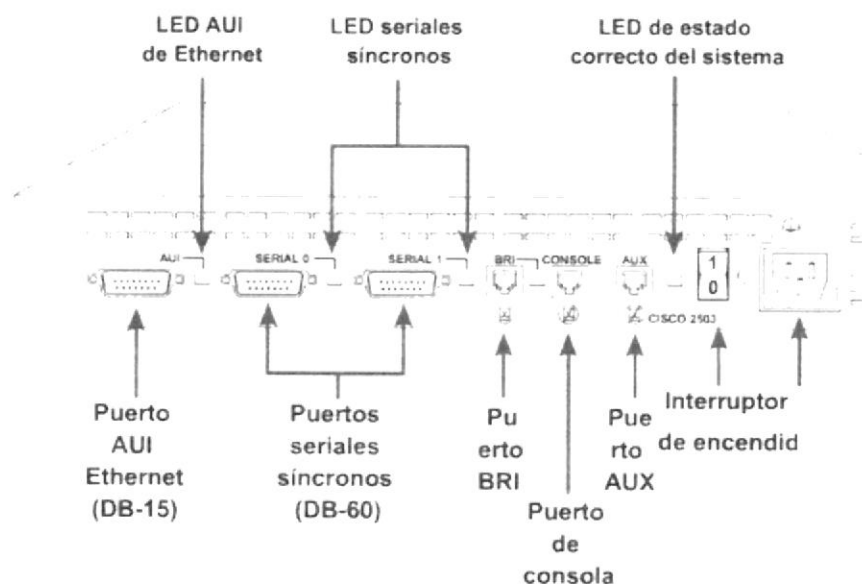 LED AUI
de Ethernet
LED seriales
síncronos
LED de estado
correcto del sistema
AUI
SERIAL 0
SERIAL 1
BRI
CONSOLE
AUX
1
0
CISCO 2503
Puerto
AUI
Ethernet
(DB-15)
Puertos
seriales
síncronos
(DB-60)
Pu
erto
BRI
Puerto
de
consola
Pue
rto
AUX
Interruptor
de encendid